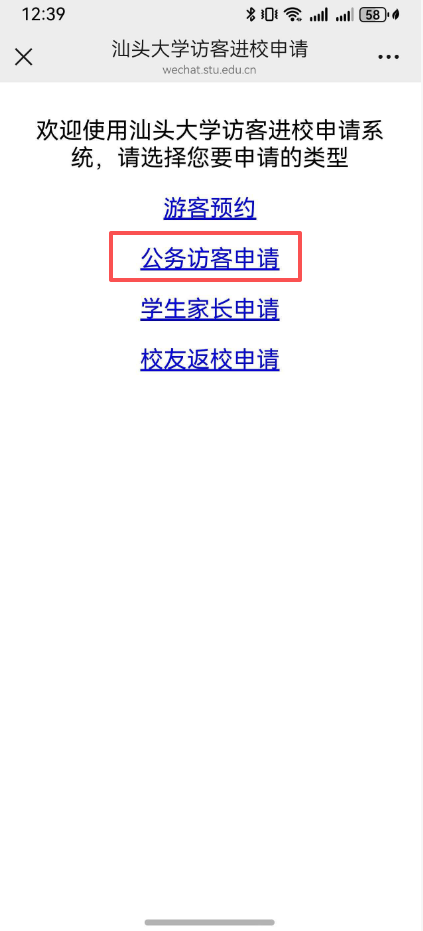 12:39
58
汕头大学访客进校申请
wechat.stu.edu.cn
欢迎使用汕头大学访客进校申请系
统，请选择您要申请的类型
游客预约
公务访客申请
学生家长申请
校友返校申请